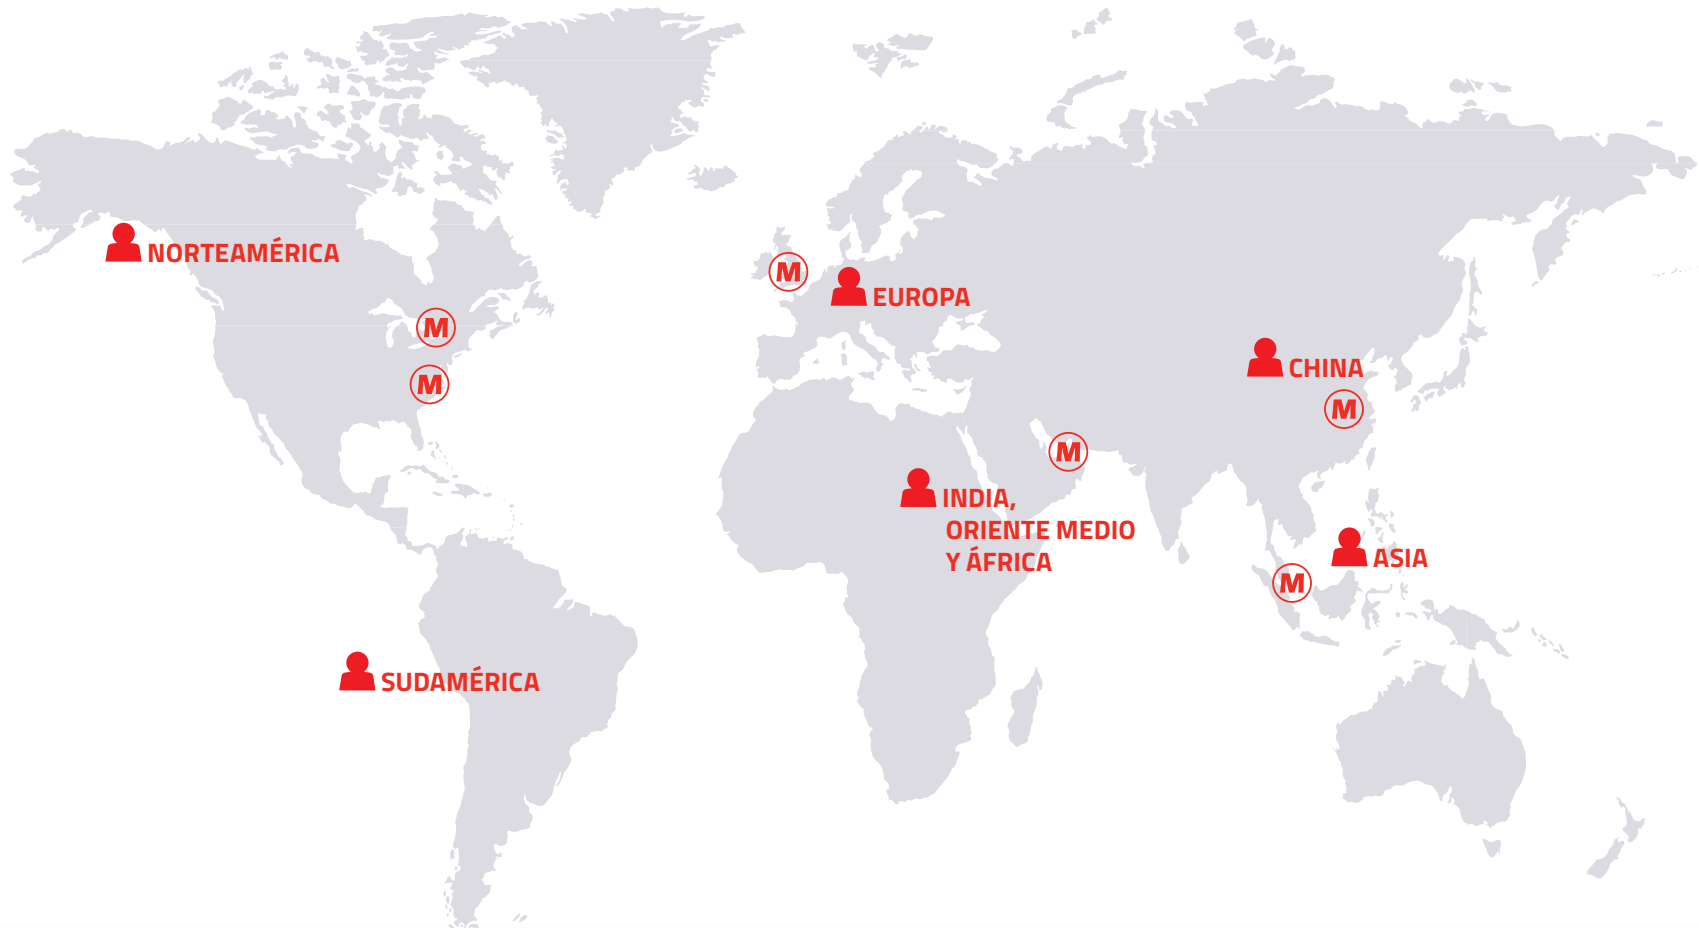 NORTEAMÉRICA
M
EUROPA
M
CHINA
M
M
M
INDIA,
ORIENTE MEDIO
Y ÁFRICA
ASIA
M
SUDAMÉRICA